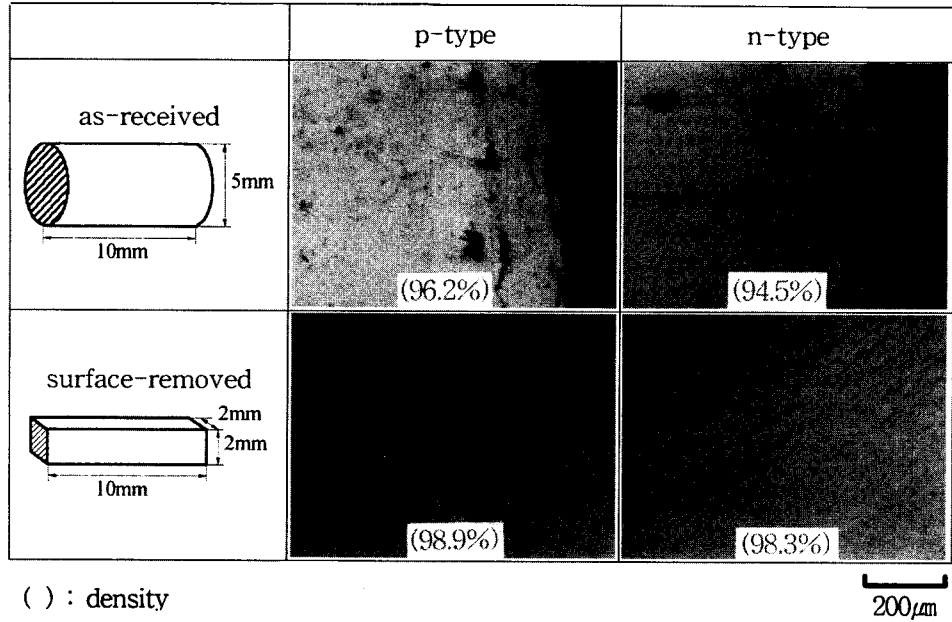 p-type
n-type
as-received
5mm
10mm
(96.2%)
(94.5%)
surface-removed
2mm
2mm
10mm
(98.9%)
(98.3%)
( ) : density
200㎛